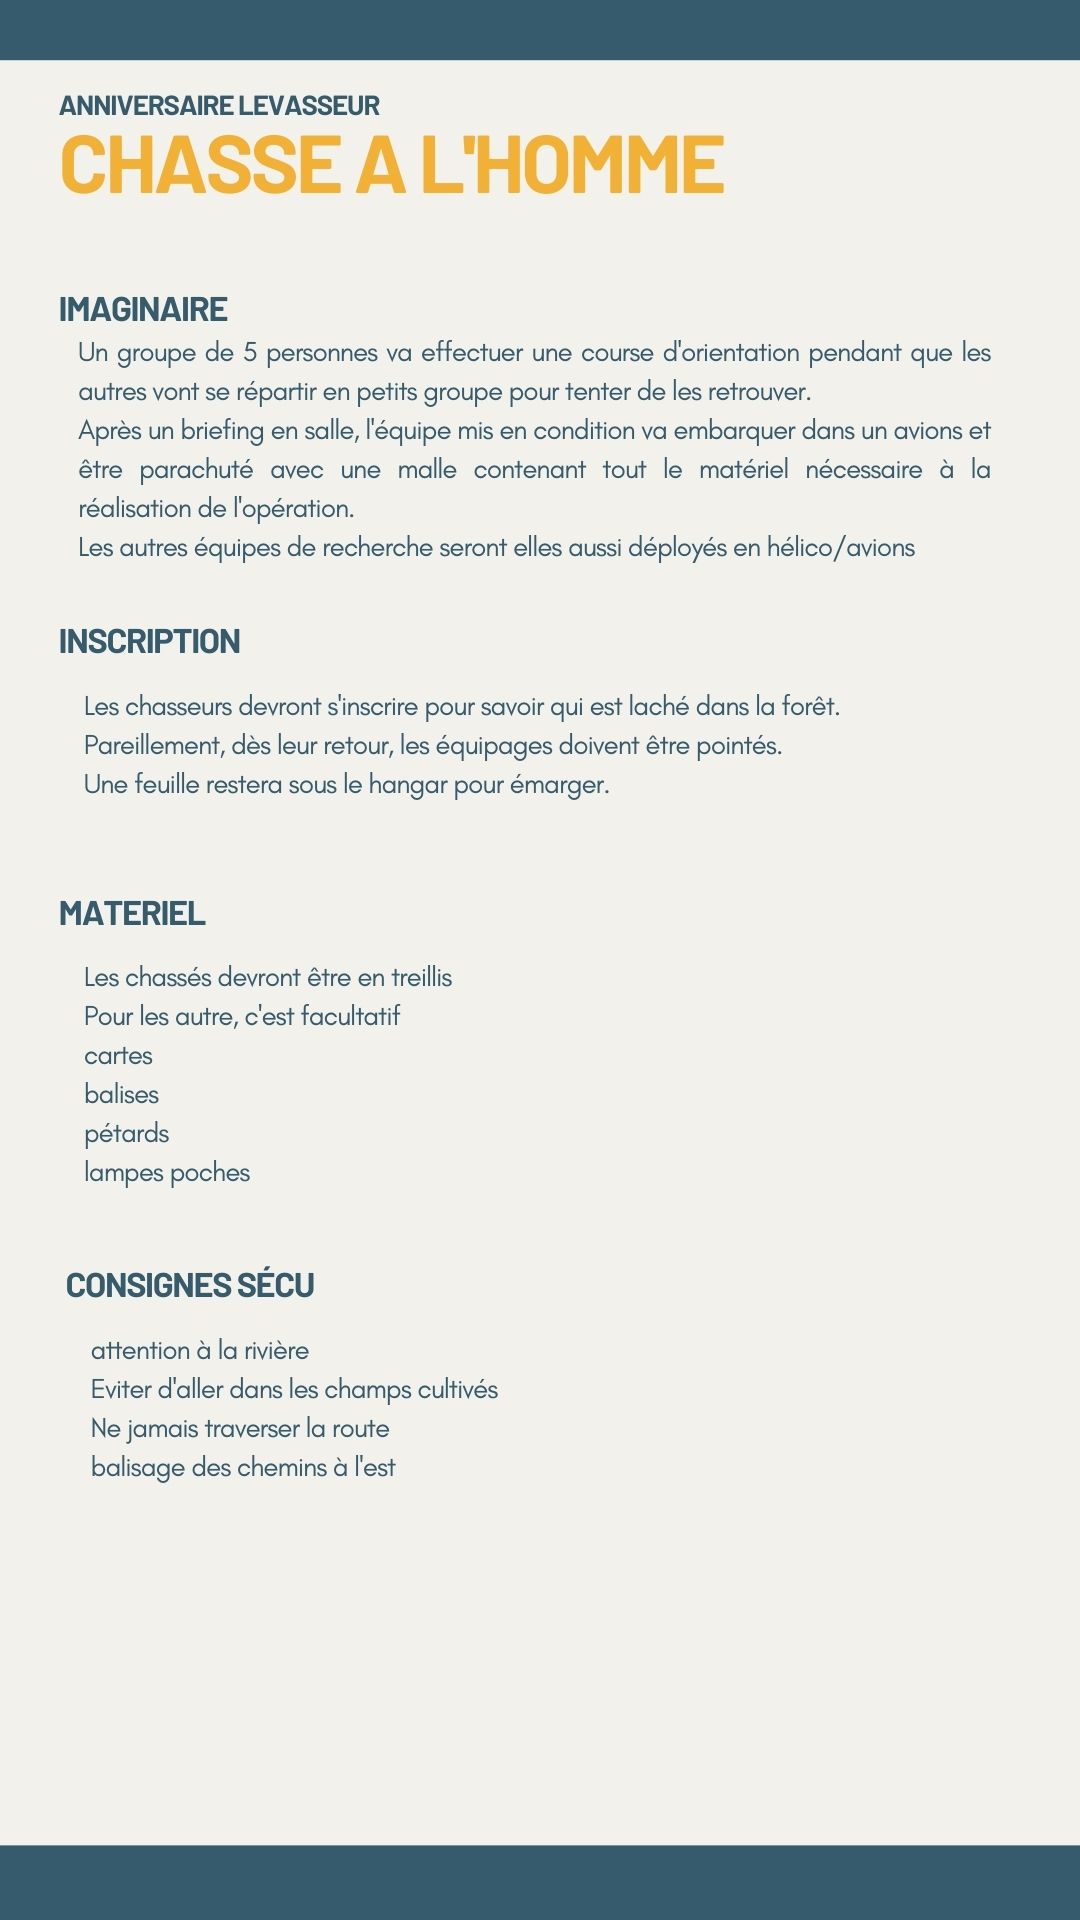 ANNIVERSAIRE LEVASSEUR
CHASSE A L'HOMME
IMAGINAIRE
Un groupe de 5 personnes va effectuer une course d'orientation pendant que les
autres vont se répartir en petits groupe pour tenter de les retrouver.
Après un briefing en salle, l'équipe mis en condition va embarquer dans un avions et
être parachuté avec une malle contenant tout le matériel nécessaire à la
réalisation de l'opération.
Les autres équipes de recherche seront elles aussi déployés en hélico/avions
INSCRIPTION
Les chasseurs devront s'inscrire pour savoir qui est laché dans la forêt.
Pareillement, dès leur retour, les équipages doivent être pointés.
Une feuille restera sous le hangar pour émarger.
MATERIEL
Les chassés devront être en treillis
Pour les autre, c'est facultatif
cartes
balises
pétards
lampes poches
CONSIGNES SÉCU
attention à la rivière
Eviter d'aller dans les champs cultivés
Ne jamais traverser la route
balisage des chemins à l'est